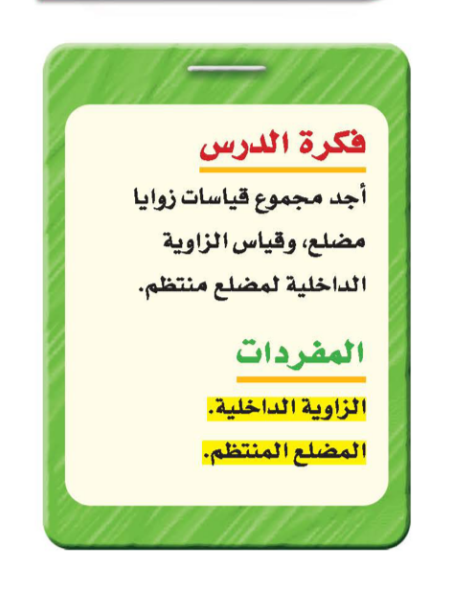 فكرة الدرس
أجد مجموع قياسات زوايا
مضلع، وقياس الزاوية
الداخلية لمضلع منتظم.
المفردات
الزاوية الداخلية.
المضلع المنتظم.